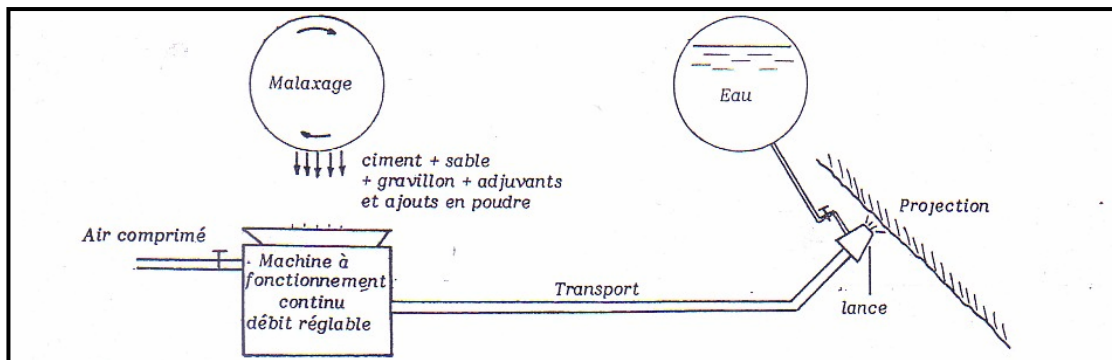 Malaxage
ciment + sable
+ gravillon + adjuvants
et ajouts en poudre
Air comprimé
Machine à
fonctionnement
continu
débit réglable
Transport
Eau
Projection
lance